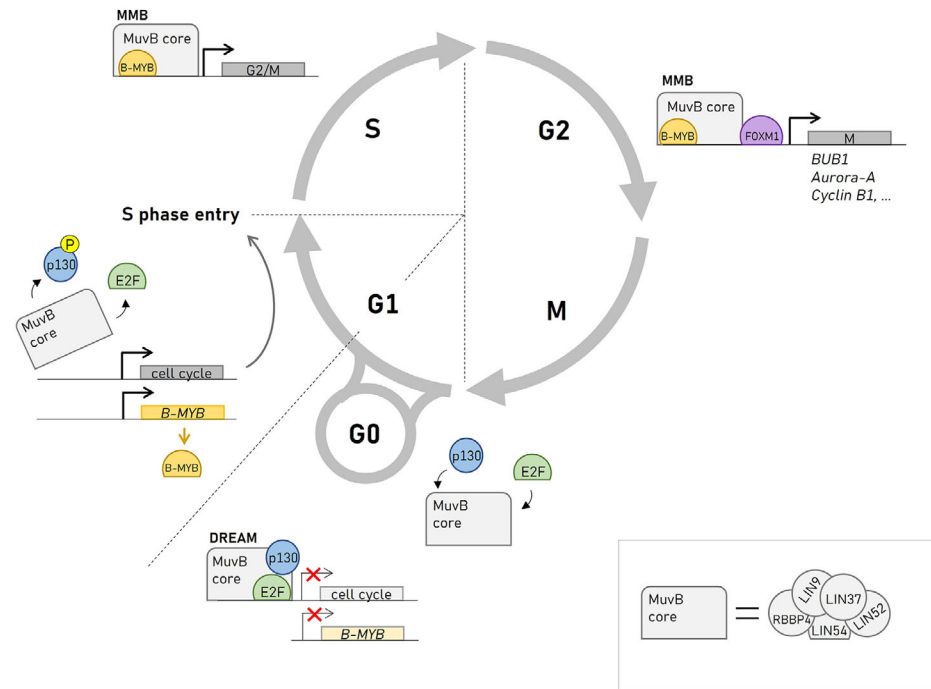 MMB
MuvB core
B-MYB
G2/M
S
G2
MMB
MuvB core
B-MYB
FOXM1
M
BUB1
Aurora-A
Cyclin B1, ...
S phase entry
P
p130
E2F
MuvB
core
cell cycle
B-MYB
B-MYB
G1
M
G0
p130
E2F
MuvB
core
DREAM
MuvB
core
p130
E2F
cell cycle
B-MYB
MuvB
core
=
RBBP4
LIN9
LIN37
LIN52
LIN54